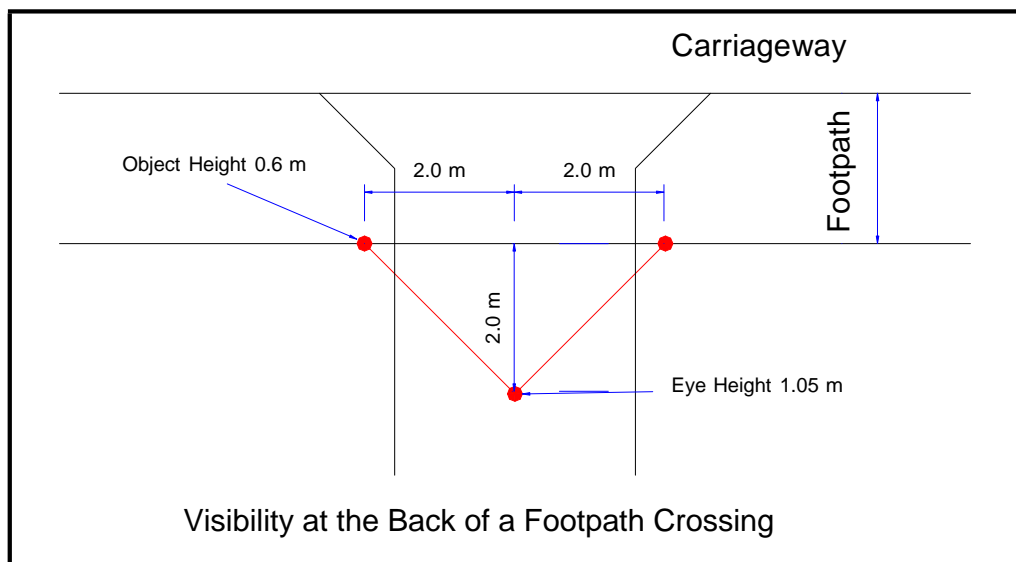 Carriageway
Footpath
Object Height 0.6 m
2.0 m
2.0 m
2.0 m
Eye Height 1.05 m
Visibility at the Back of a Footpath Crossing